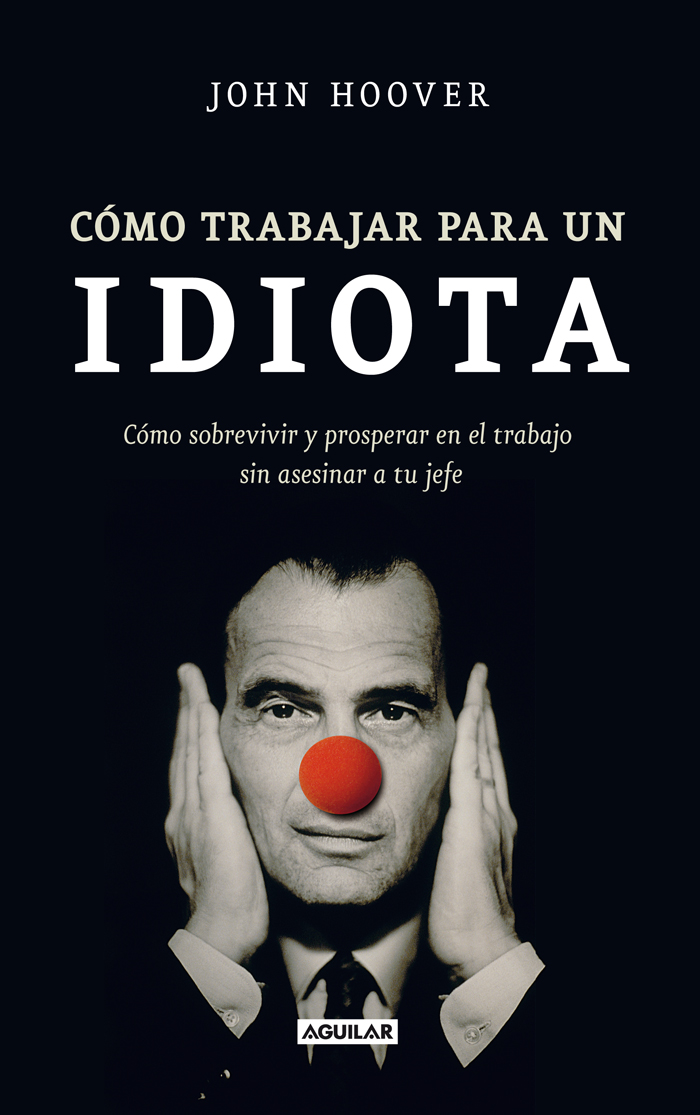 JOHN HOOVER
CÓMO TRABAJAR PARA UN
IDIOTA
Cómo sobrevivir y prosperar en el trabajo
sin asesinar a tu jefe
AGUILAR